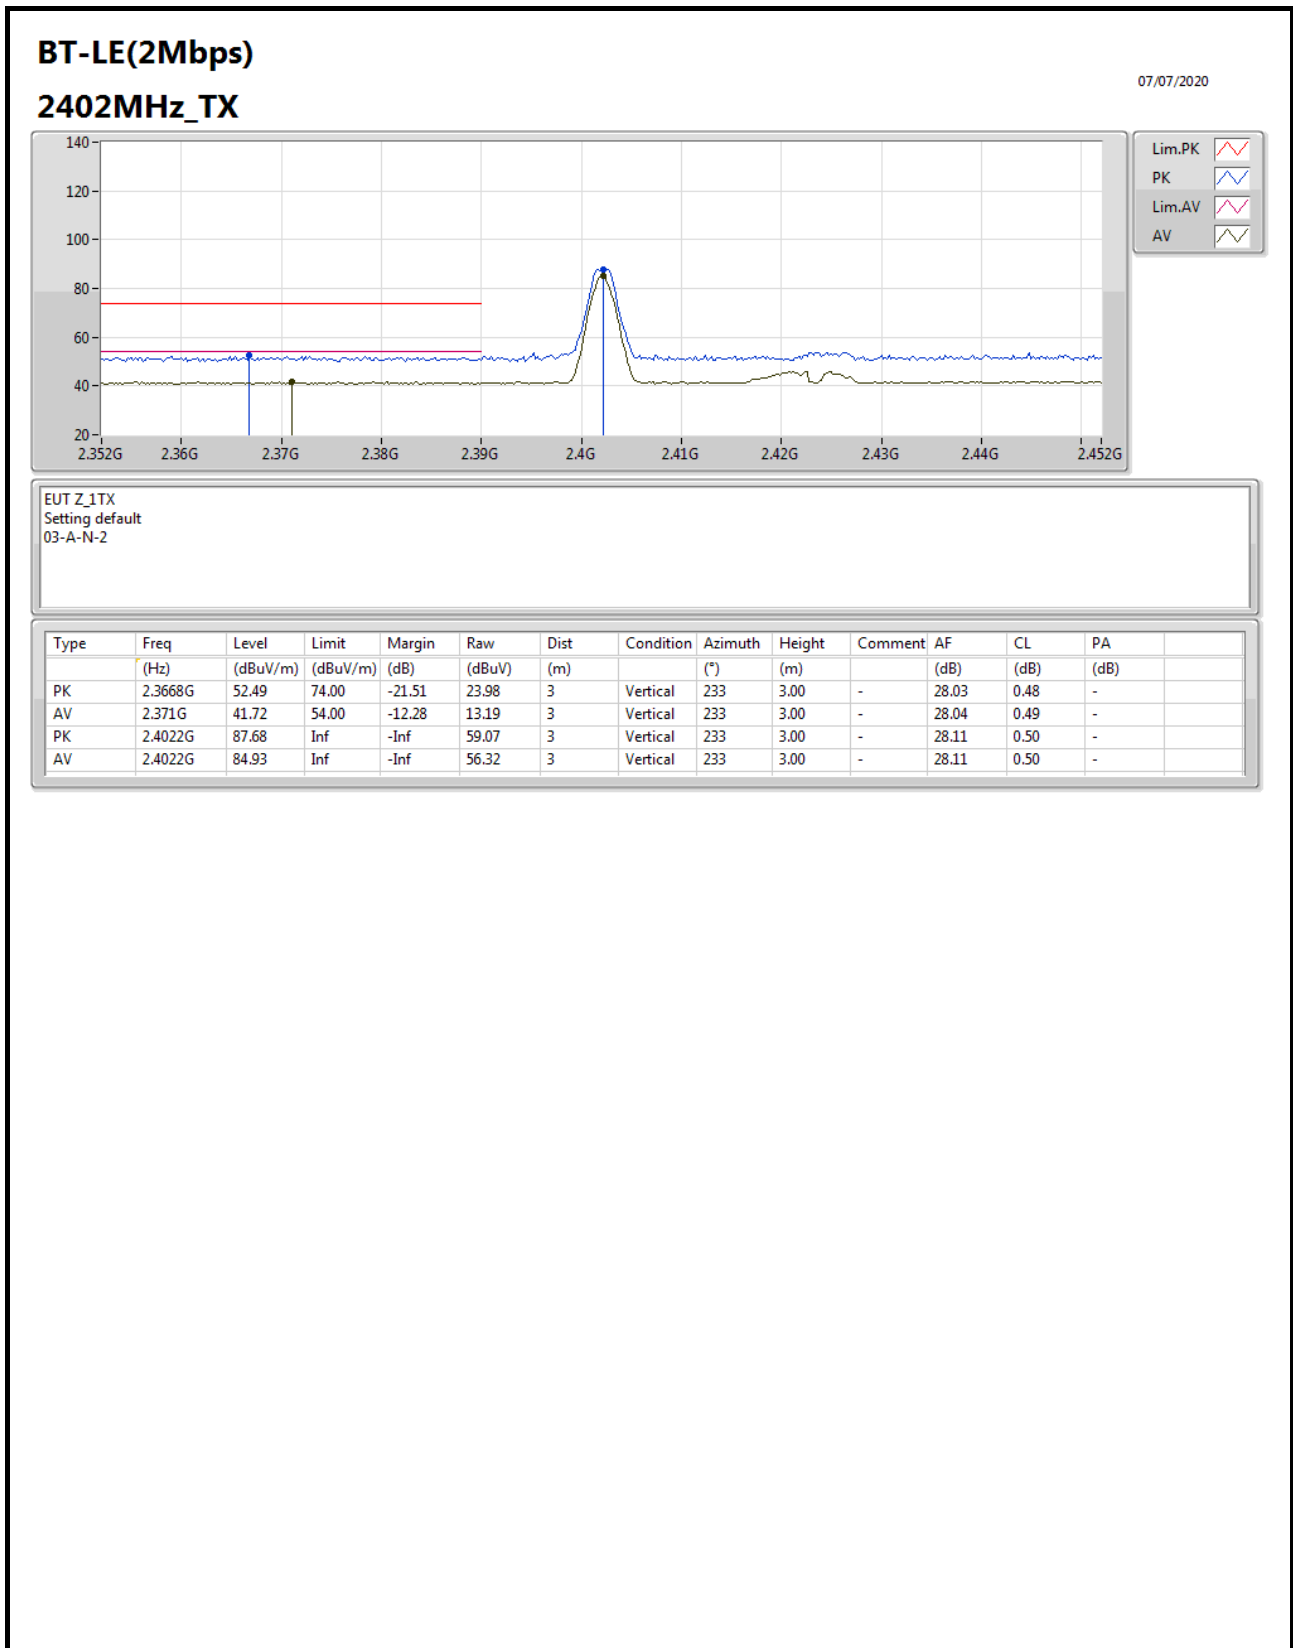 BT-LE(2Mbps)
07/07/2020
2402MHz_TX
140
120
100
80
60
40
20
2.352G 2.36G 2.37G 2.38G 2.39G 2.4G 2.41G 2.42G 2.43G 2.44G 2.452G
Lim.PK
PK
Lim.AV
AV
EUT Z_1TX
Setting default
03-A-N-2
Type Freq Level Limit Margin Raw Dist Condition Azimuth Height Comment AF CL PA
(Hz) (dBuV/m) (dBuV/m) (dB) (dBuV) (m) (°) (m) (dB) (dB) (dB)
PK 2.3668G 52.49 74.00 -21.51 23.98 3 Vertical 233 3.00 - 28.03 0.48 -
AV 2.371G 41.72 54.00 -12.28 13.19 3 Vertical 233 3.00 - 28.04 0.49 -
PK 2.4022G 87.68 Inf -Inf 59.07 3 Vertical 233 3.00 - 28.11 0.50 -
AV 2.4022G 84.93 Inf -Inf 56.32 3 Vertical 233 3.00 - 28.11 0.50 -